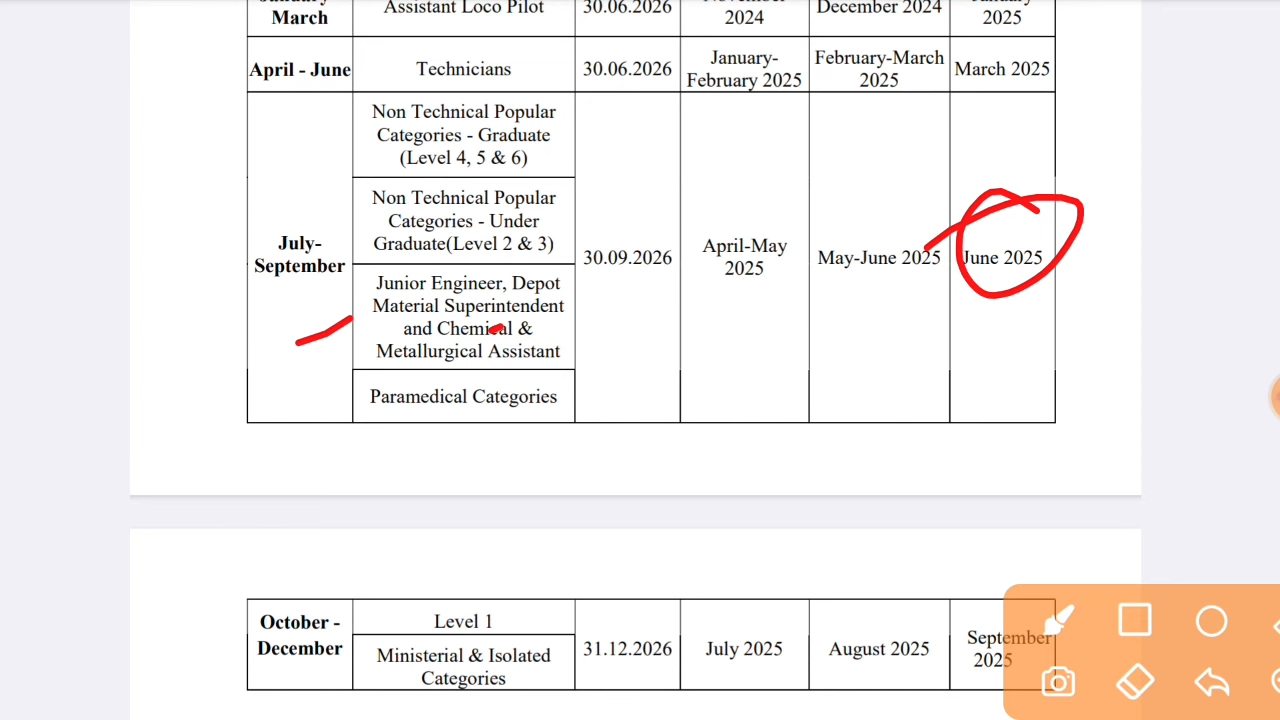 March
Assistant Loco Pilot
30.06.2026
2024
December 2024
2025
April - June
Technicians
30.06.2026
January-
February 2025
February-March
2025
March 2025
July-
September
Non Technical Popular
Categories - Graduate
(Level 4, 5 & 6)
Non Technical Popular
Categories - Under
Graduate(Level 2 & 3)
Junior Engineer, Depot
Material Superintendent
and Chemical &
Metallurgical Assistant
Paramedical Categories
30.09.2026
April-May
2025
May-June 2025
June 2025
October -
December
Level 1
Ministerial & Isolated
Categories
31.12.2026
July 2025
August 2025
September
2025